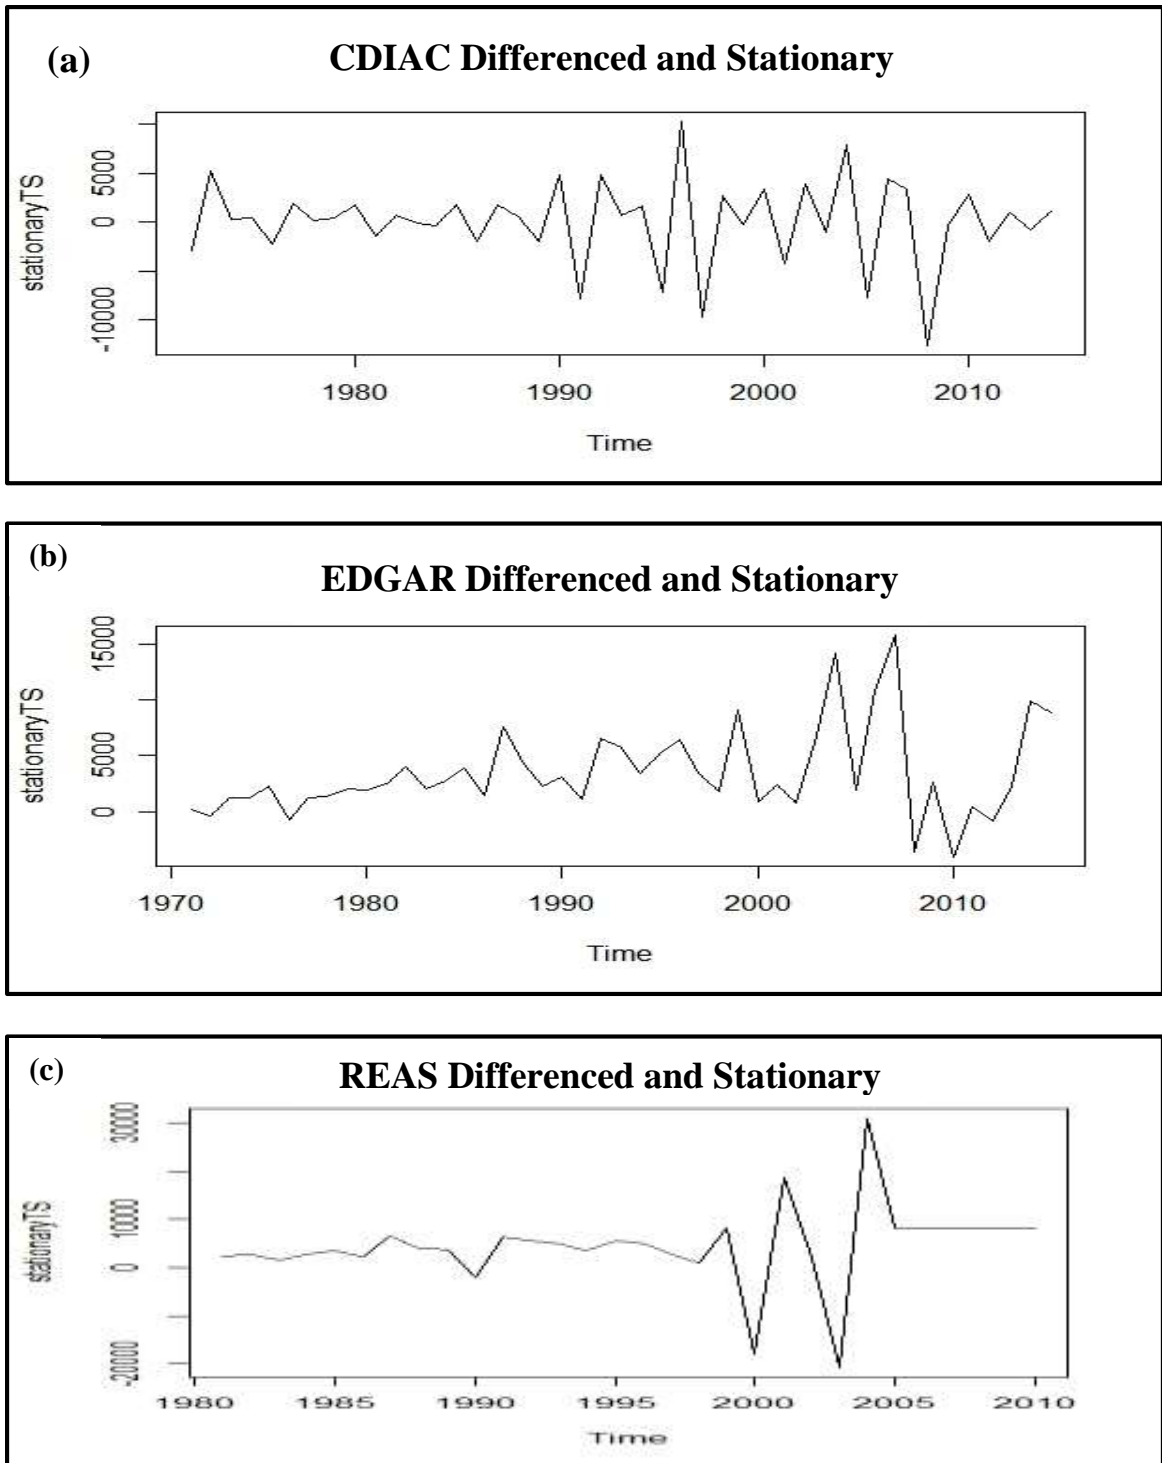 (a)
CDIAC Differenced and Stationary
stationaryTS
5000
0
-10000
1980
1990
2000
2010
Time
(b)
EDGAR Differenced and Stationary
stationaryTS
15000
5000
0
1970
1980
1990
2000
2010
Time
(c)
REAS Differenced and Stationary
stationaryTS
30000
10000
0
-20000
1980
1985
1990
1995
2000
2005
2010
Time